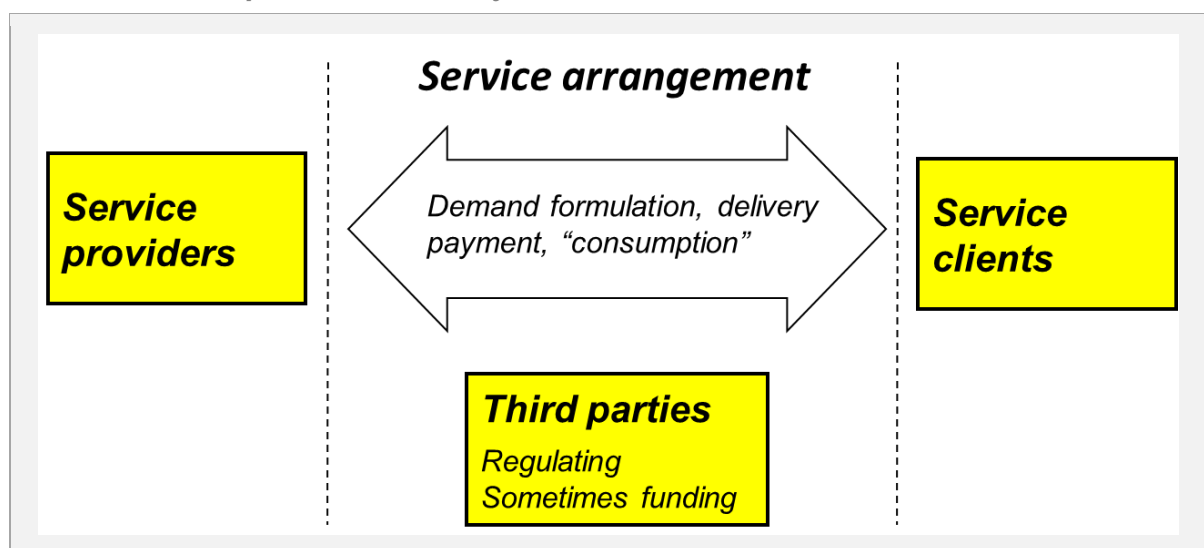 Service arrangement
Service
providers
Demand formulation, delivery
payment, “consumption”
Service
clients
Third parties
Regulating
Sometimes funding